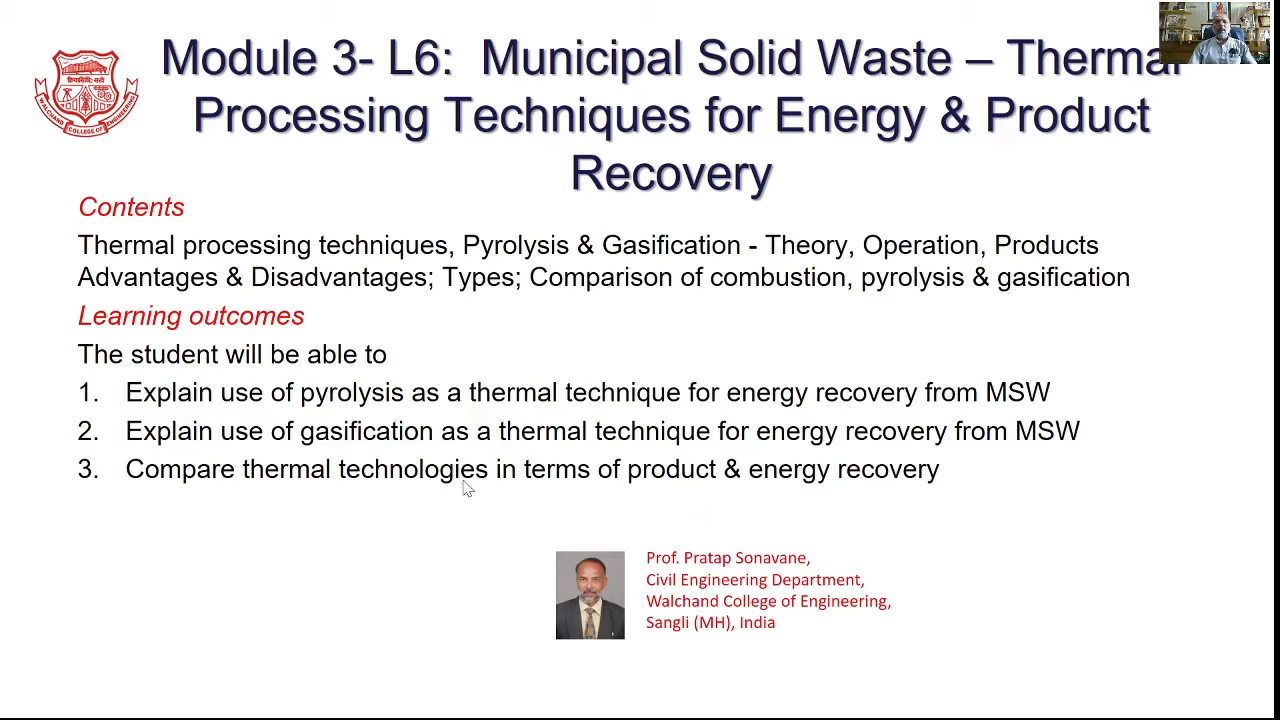 Module 3- L6: Municipal Solid Waste – Thermal
Processing Techniques for Energy & Product
Recovery
WALCHAND COLLEGE OF ENGINEERING
Contents
Thermal processing techniques, Pyrolysis & Gasification - Theory, Operation, Products
Advantages & Disadvantages; Types; Comparison of combustion, pyrolysis & gasification
Learning outcomes
The student will be able to
1. Explain use of pyrolysis as a thermal technique for energy recovery from MSW
2. Explain use of gasification as a thermal technique for energy recovery from MSW
3. Compare thermal technologies in terms of product & energy recovery
Prof. Pratap Sonavane,
Civil Engineering Department,
Walchand College of Engineering,
Sangli (MH), India